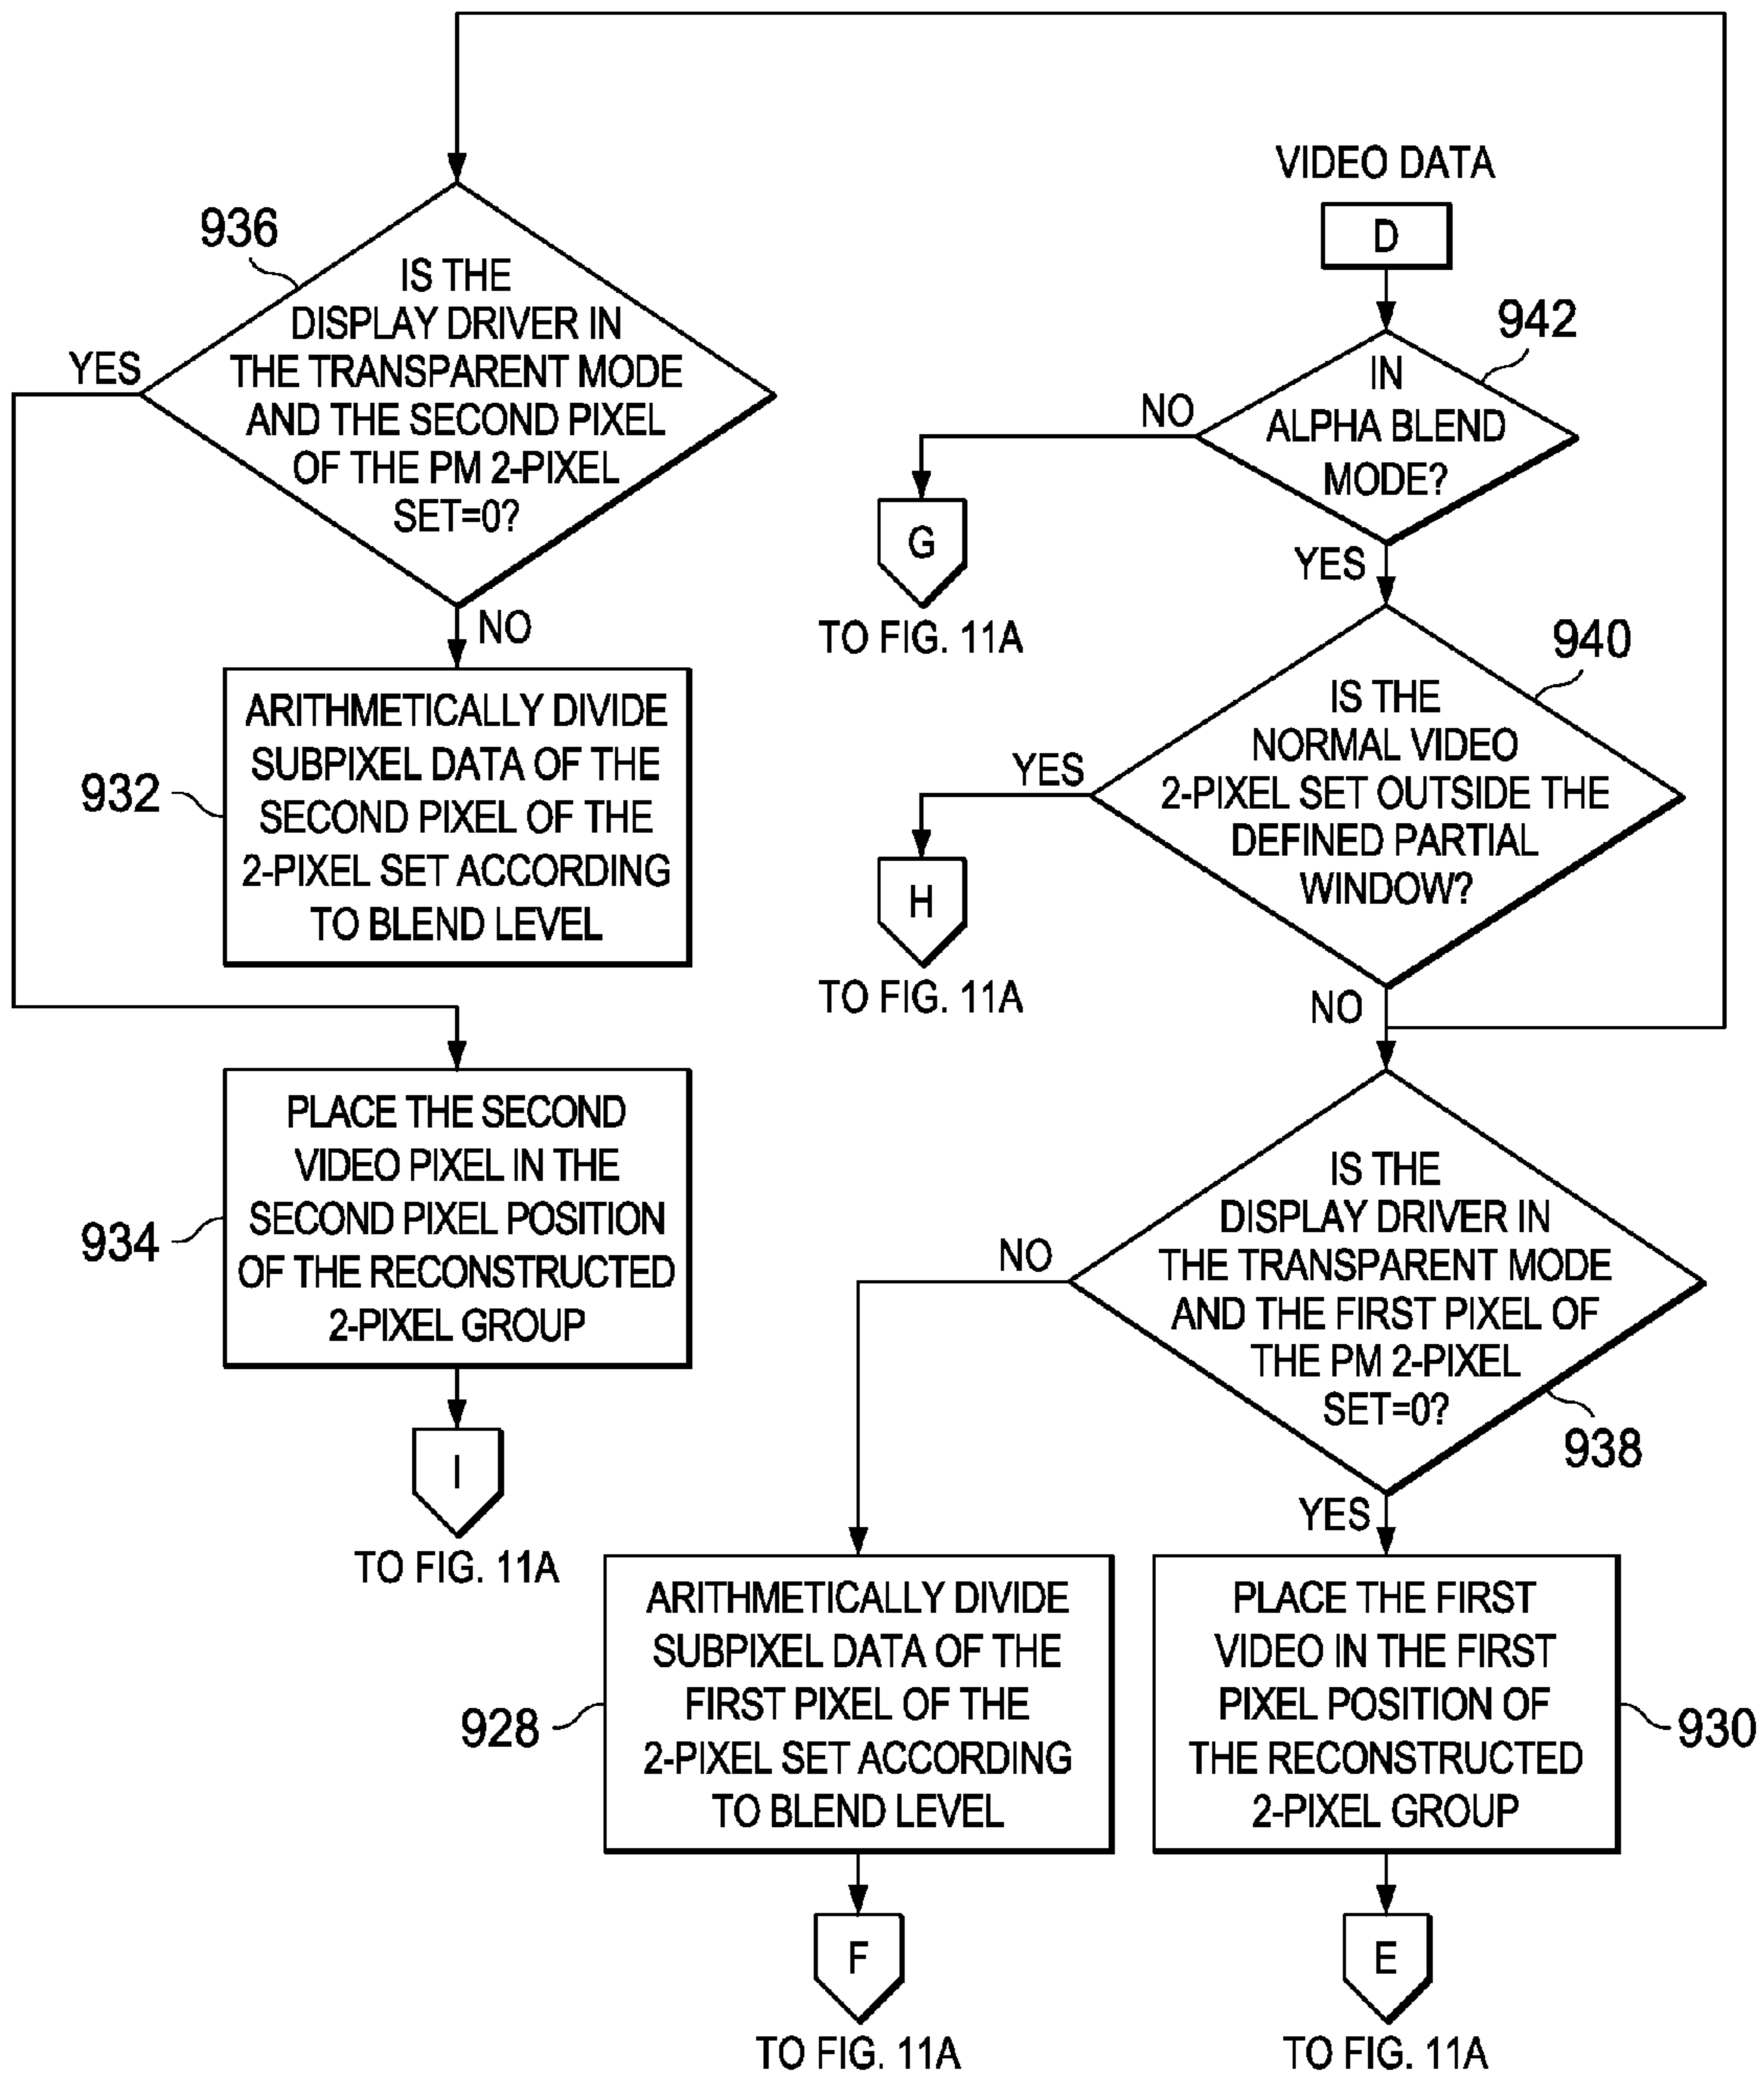 VIDEO DATA
D
936
IS THE
DISPLAY DRIVER IN
THE TRANSPARENT MODE
AND THE SECOND PIXEL
OF THE PM 2-PIXEL
SET=0?
YES
NO
942
IN
ALPHA BLEND
MODE?
NO
G
TO FIG. 11A
YES
940
IS THE
NORMAL VIDEO
2-PIXEL SET OUTSIDE THE
DEFINED PARTIAL
WINDOW?
YES
H
TO FIG. 11A
NO
932
ARITHMETICALLY DIVIDE
SUBPIXEL DATA OF THE
SECOND PIXEL OF THE
2-PIXEL SET ACCORDING
TO BLEND LEVEL
934
PLACE THE SECOND
VIDEO PIXEL IN THE
SECOND PIXEL POSITION
OF THE RECONSTRUCTED
2-PIXEL GROUP
I
TO FIG. 11A
IS THE
DISPLAY DRIVER IN
THE TRANSPARENT MODE
AND THE FIRST PIXEL OF
THE PM 2-PIXEL
SET=0?
938
NO
YES
928
ARITHMETICALLY DIVIDE
SUBPIXEL DATA OF THE
FIRST PIXEL OF THE
2-PIXEL SET ACCORDING
TO BLEND LEVEL
F
TO FIG. 11A
PLACE THE FIRST
VIDEO IN THE FIRST
PIXEL POSITION OF
THE RECONSTRUCTED
2-PIXEL GROUP
930
E
TO FIG. 11A